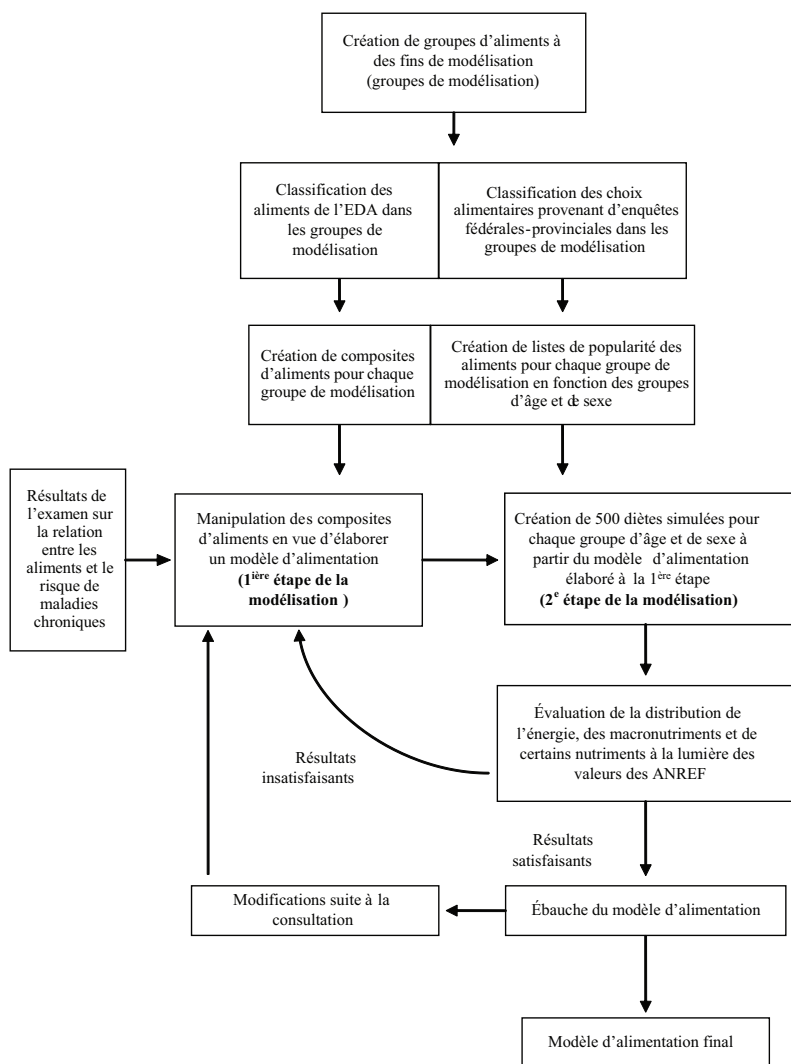 Création de groupes d'aliments à
des fins de modélisation
(groupes de modélisation)
Classification des
aliments de l'EDA dans
les groupes de
modélisation
Classification des choix
alimentaires provenant d'enquêtes
fédérales-provinciales dans les
groupes de modélisation
Création de composites
d'aliments pour chaque
groupe de modélisation
Création de listes de popularité des
aliments pour chaque groupe de
modélisation en fonction des groupes
d'âge et de sexe
Résultats de
l'examen sur
la relation
entre les
aliments et le
risque de
maladies
chroniques
Manipulation des composites
d'aliments en vue d'élaborer
un modèle d'alimentation
(1ière étape de la
modélisation )
Création de 500 diètes simulées pour
chaque groupe d'âge et de sexe à
partir du modèle d'alimentation
élaboré à la 1ère étape
(2e étape de la modélisation)
Évaluation de la distribution de
l'énergie, des macronutriments et de
certains nutriments à la lumière des
valeurs des ANREF
Résultats
insatisfaisants
Résultats
satisfaisants
Modifications suite à la
consultation
Ébauche du modèle d'alimentation
Modèle d'alimentation final